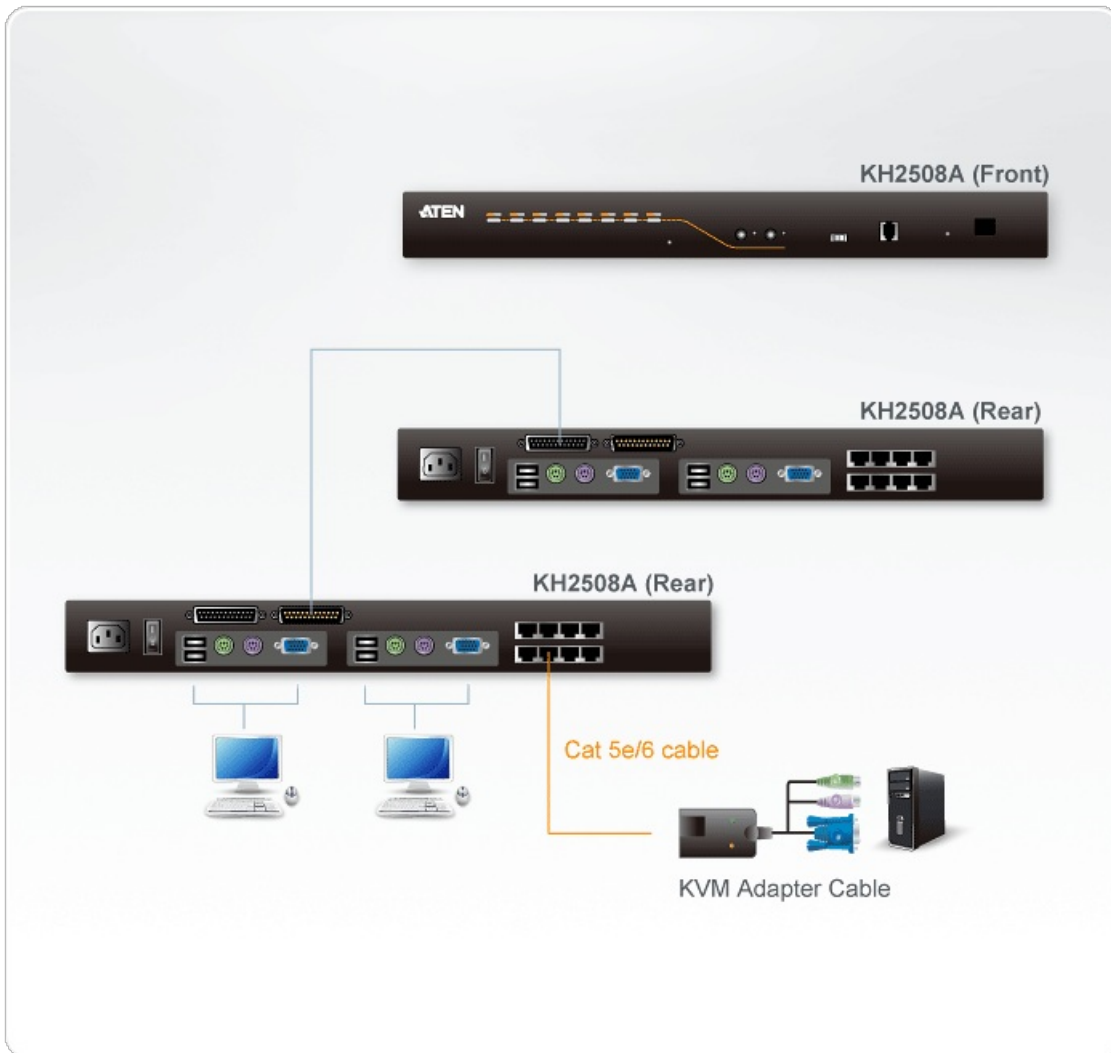 KH2508A (Front)
ATEN
KH2508A (Rear)
KH2508A (Rear)
Cat 5e/6 cable
KVM Adapter Cable